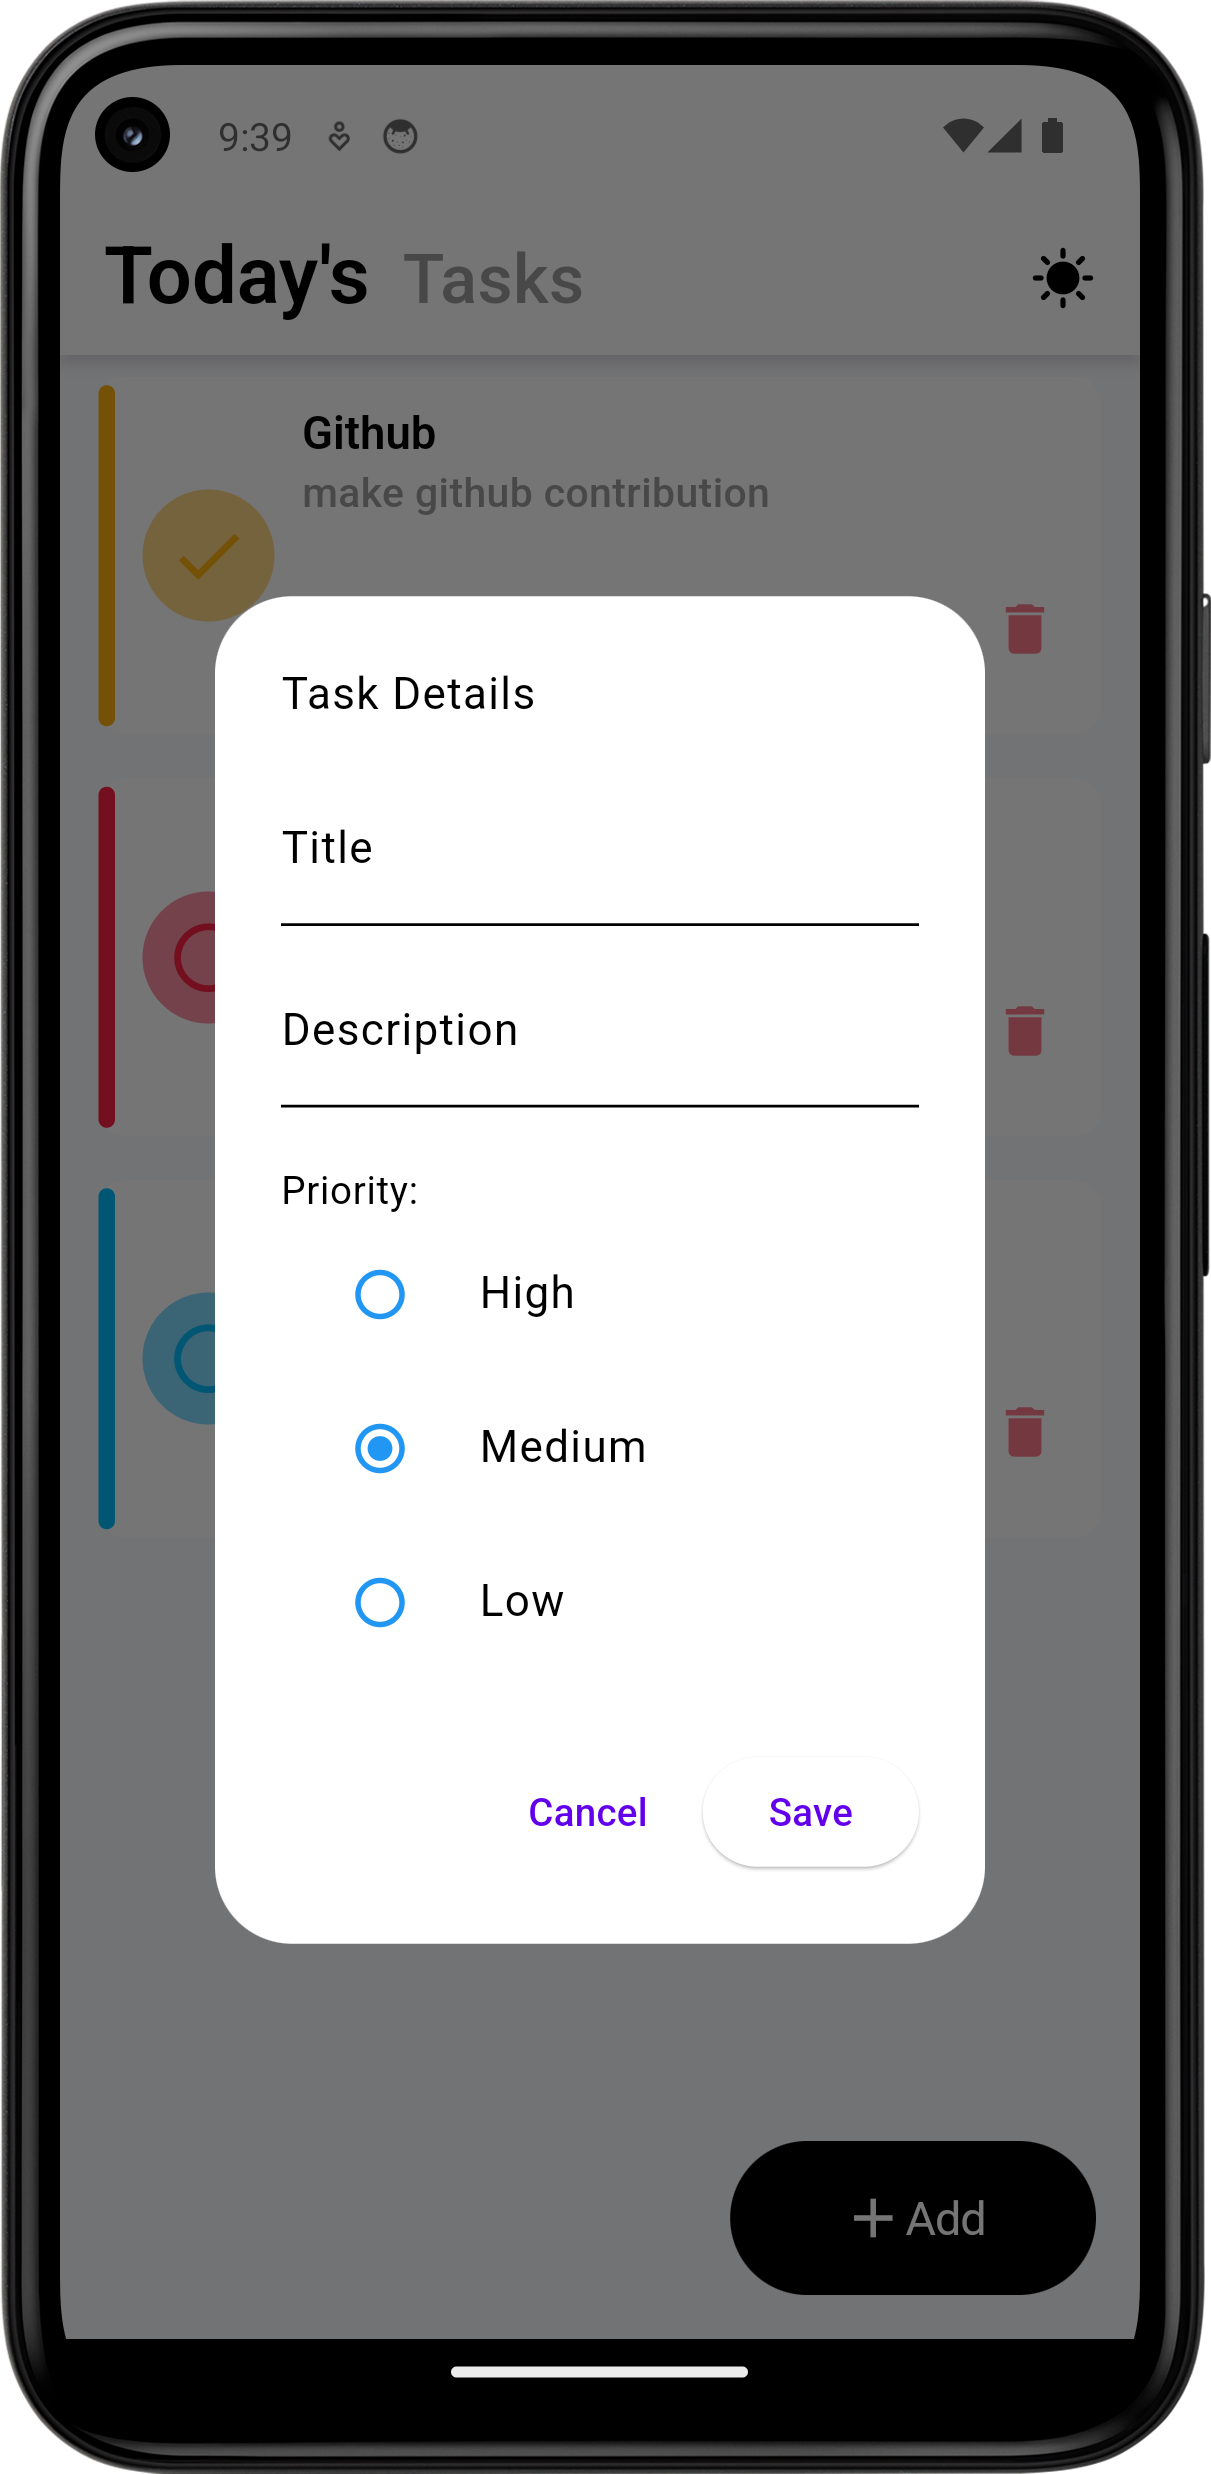 9:39
Today's Tasks
Github
make github contribution
Task Details
Title
Description
Priority:
High
Medium
Low
Cancel Save
Add